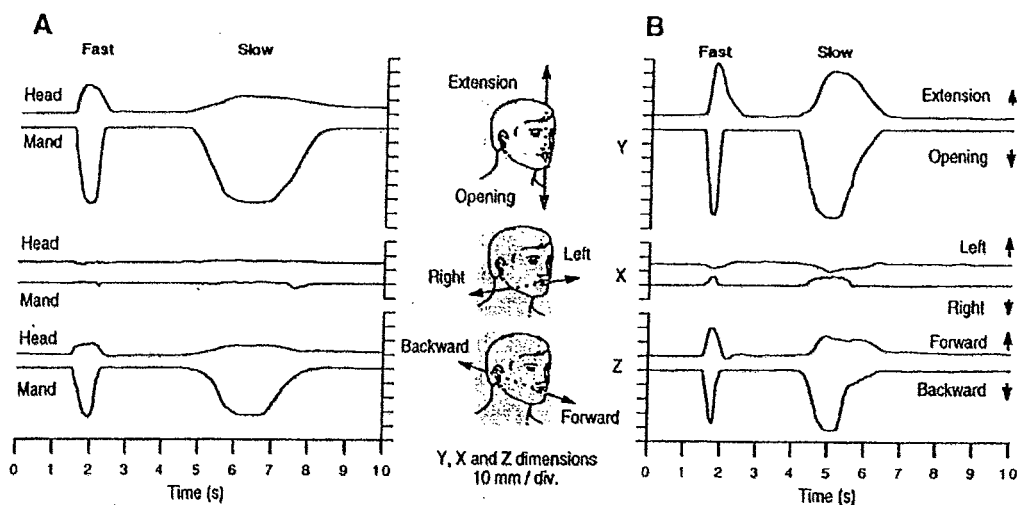 A
Fast Slow
Head
Mand
Head
Mand
Head
Mand
0 1 2 3 4 5 6 7 8 9 10
Time (s)
Extension
Opening
Right Left
Backward
Forward
Y, X and Z dimensions
10 mm / div.
B
Fast Slow
Y
Extension
Opening
X
Left
Right
Z
Forward
Backward
0 1 2 3 4 5 6 7 8 9 10
Time (s)